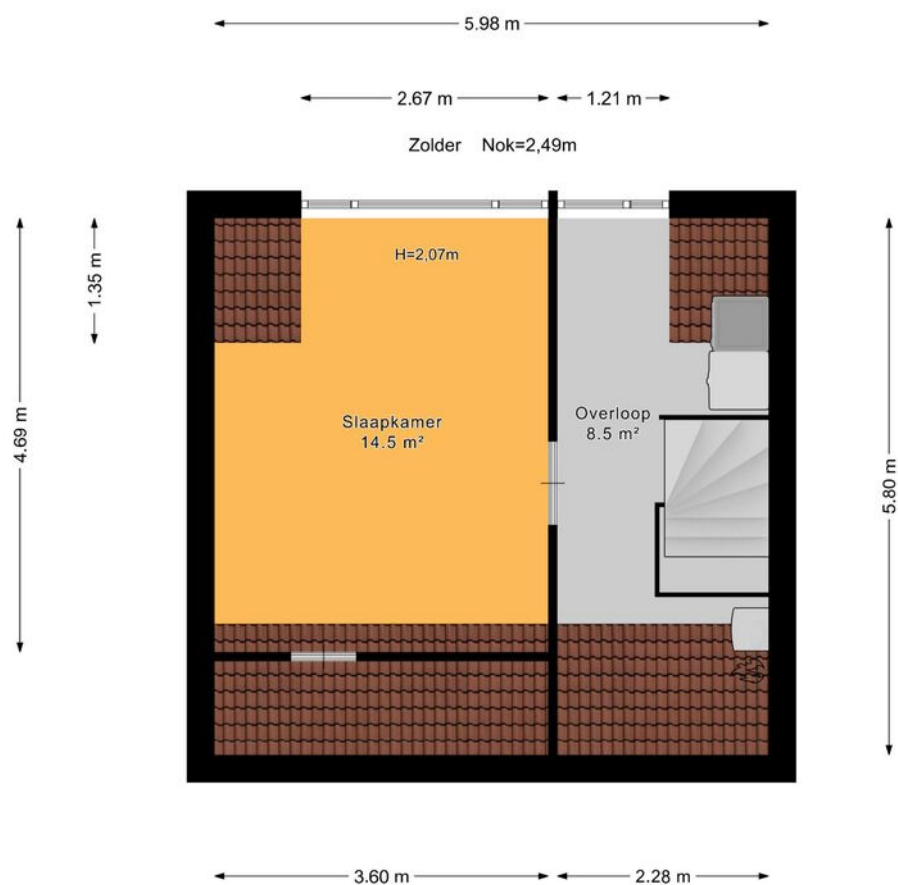 5.98 m
2.67 m
1.21 m
Zolder Nok=2,49m
H=2,07m
1.35 m
4.69 m
Slaapkamer
14.5 m²
Overloop
8.5 m²
5.80 m
3.60 m
2.28 m